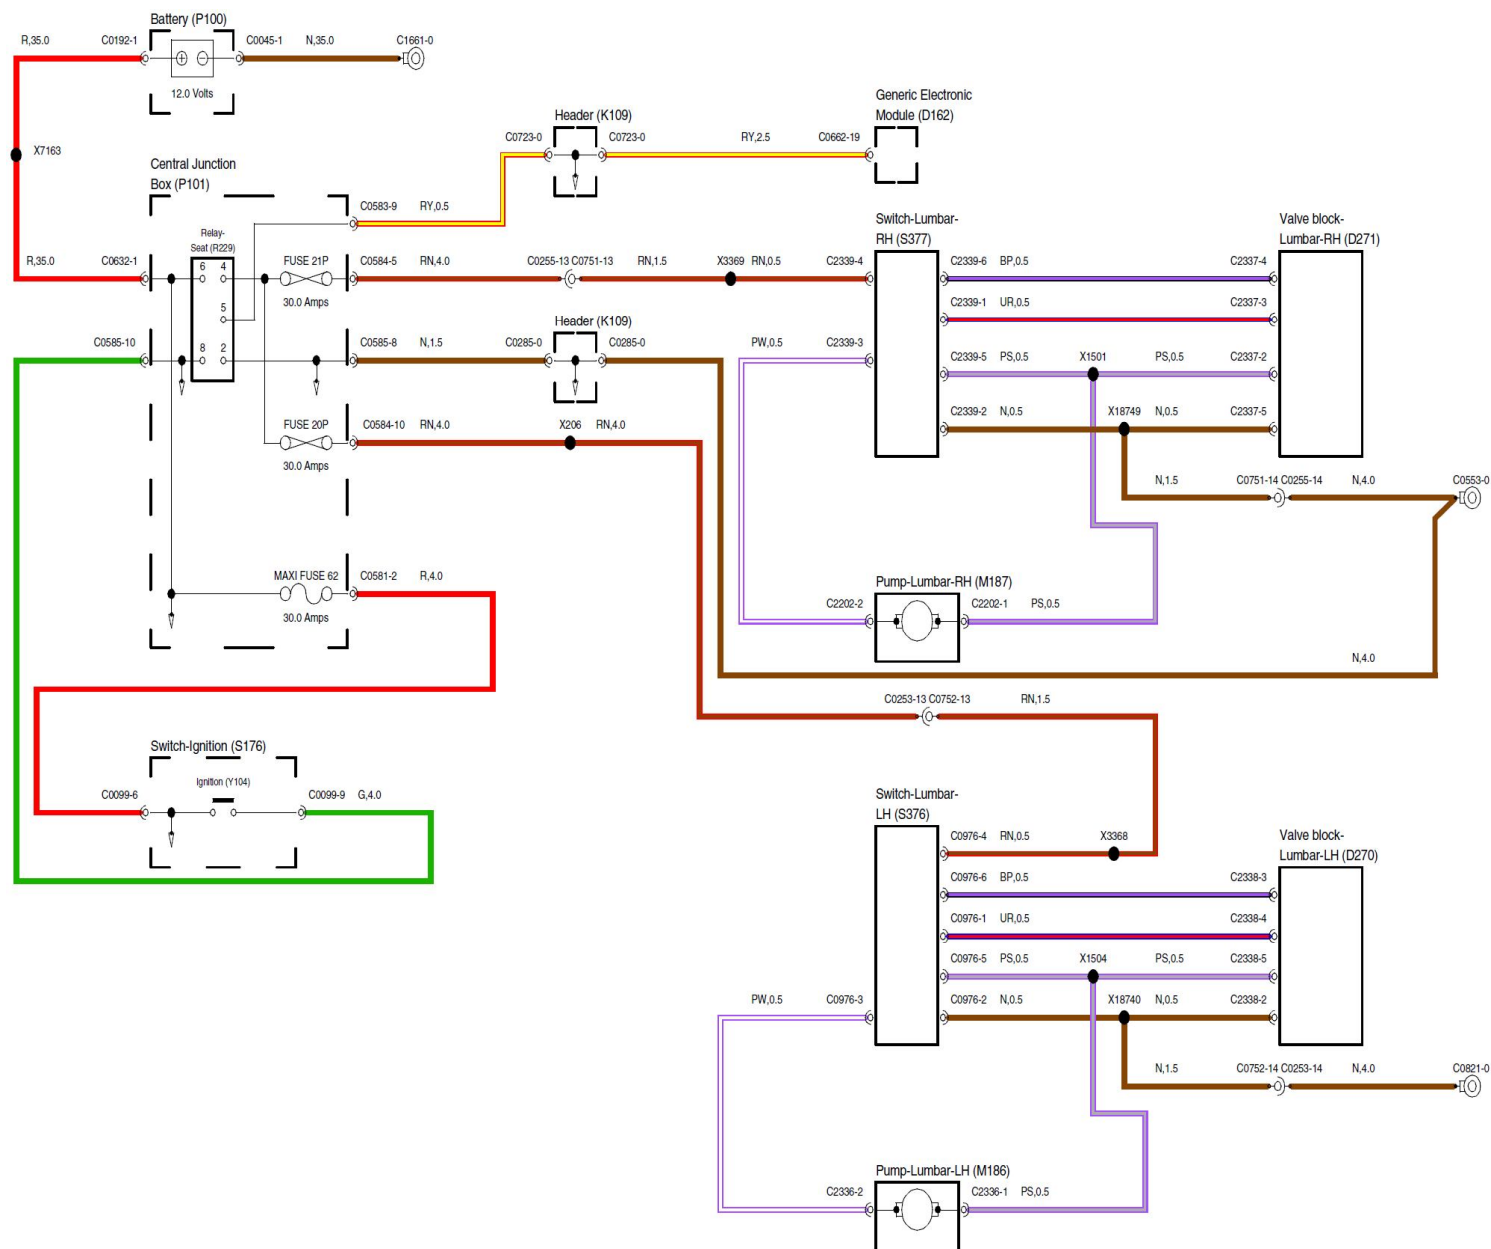 Battery (P100)
R,35.0 C0192-1 C0045-1 N,35.0 C1661-0
12.0 Volts
X7163
Generic Electronic
Module (D162)
Header (K109)
C0723-0 C0723-0 RY,2.5 C0662-19
Central Junction
Box (P101)
C0583-9 RY,0.5
Relay-
Seat (R229)
Switch-Lumbar-
RH (S377)
Valve block-
Lumbar-RH (D271)
R,35.0 C0632-1 6 4 FUSE 21P C0584-5 RN,4.0 C0255-13 C0751-13 RN,1.5 X3369 RN,0.5 C2339-4 C2339-6 BP,0.5 C2337-4
30.0 Amps
5
C2339-1 UR,0.5 C2337-3
Header (K109)
C0585-10 8 2 C0585-8 N,1.5 C0285-0 C0285-0 PW,0.5 C2339-3
C2339-5 PS,0.5 X1501 PS,0.5 C2337-2
C2339-2 N,0.5 X18749 N,0.5 C2337-5
FUSE 20P C0584-10 RN,4.0 X206 RN,4.0
30.0 Amps
N,1.5 C0751-14 C0255-14 N,4.0 C0553-0
MAXI FUSE 62 C0581-2 R,4.0
30.0 Amps
Pump-Lumbar-RH (M187)
C2202-2 C2202-1 PS,0.5
N,4.0
C0253-13 C0752-13 RN,1.5
Switch-Ignition (S176)
Ignition (Y104)
C0099-6 C0099-9 G,4.0
Switch-Lumbar-
LH (S376)
Valve block-
Lumbar-LH (D270)
C0976-4 RN,0.5 X3368
C0976-6 BP,0.5 C2338-3
C0976-1 UR,0.5 C2338-4
C0976-5 PS,0.5 X1504 PS,0.5 C2338-5
PW,0.5 C0976-3 C0976-2 N,0.5 X18740 N,0.5 C2338-2
N,1.5 C0752-14 C0253-14 N,4.0 C0821-0
Pump-Lumbar-LH (M186)
C2336-2 C2336-1 PS,0.5